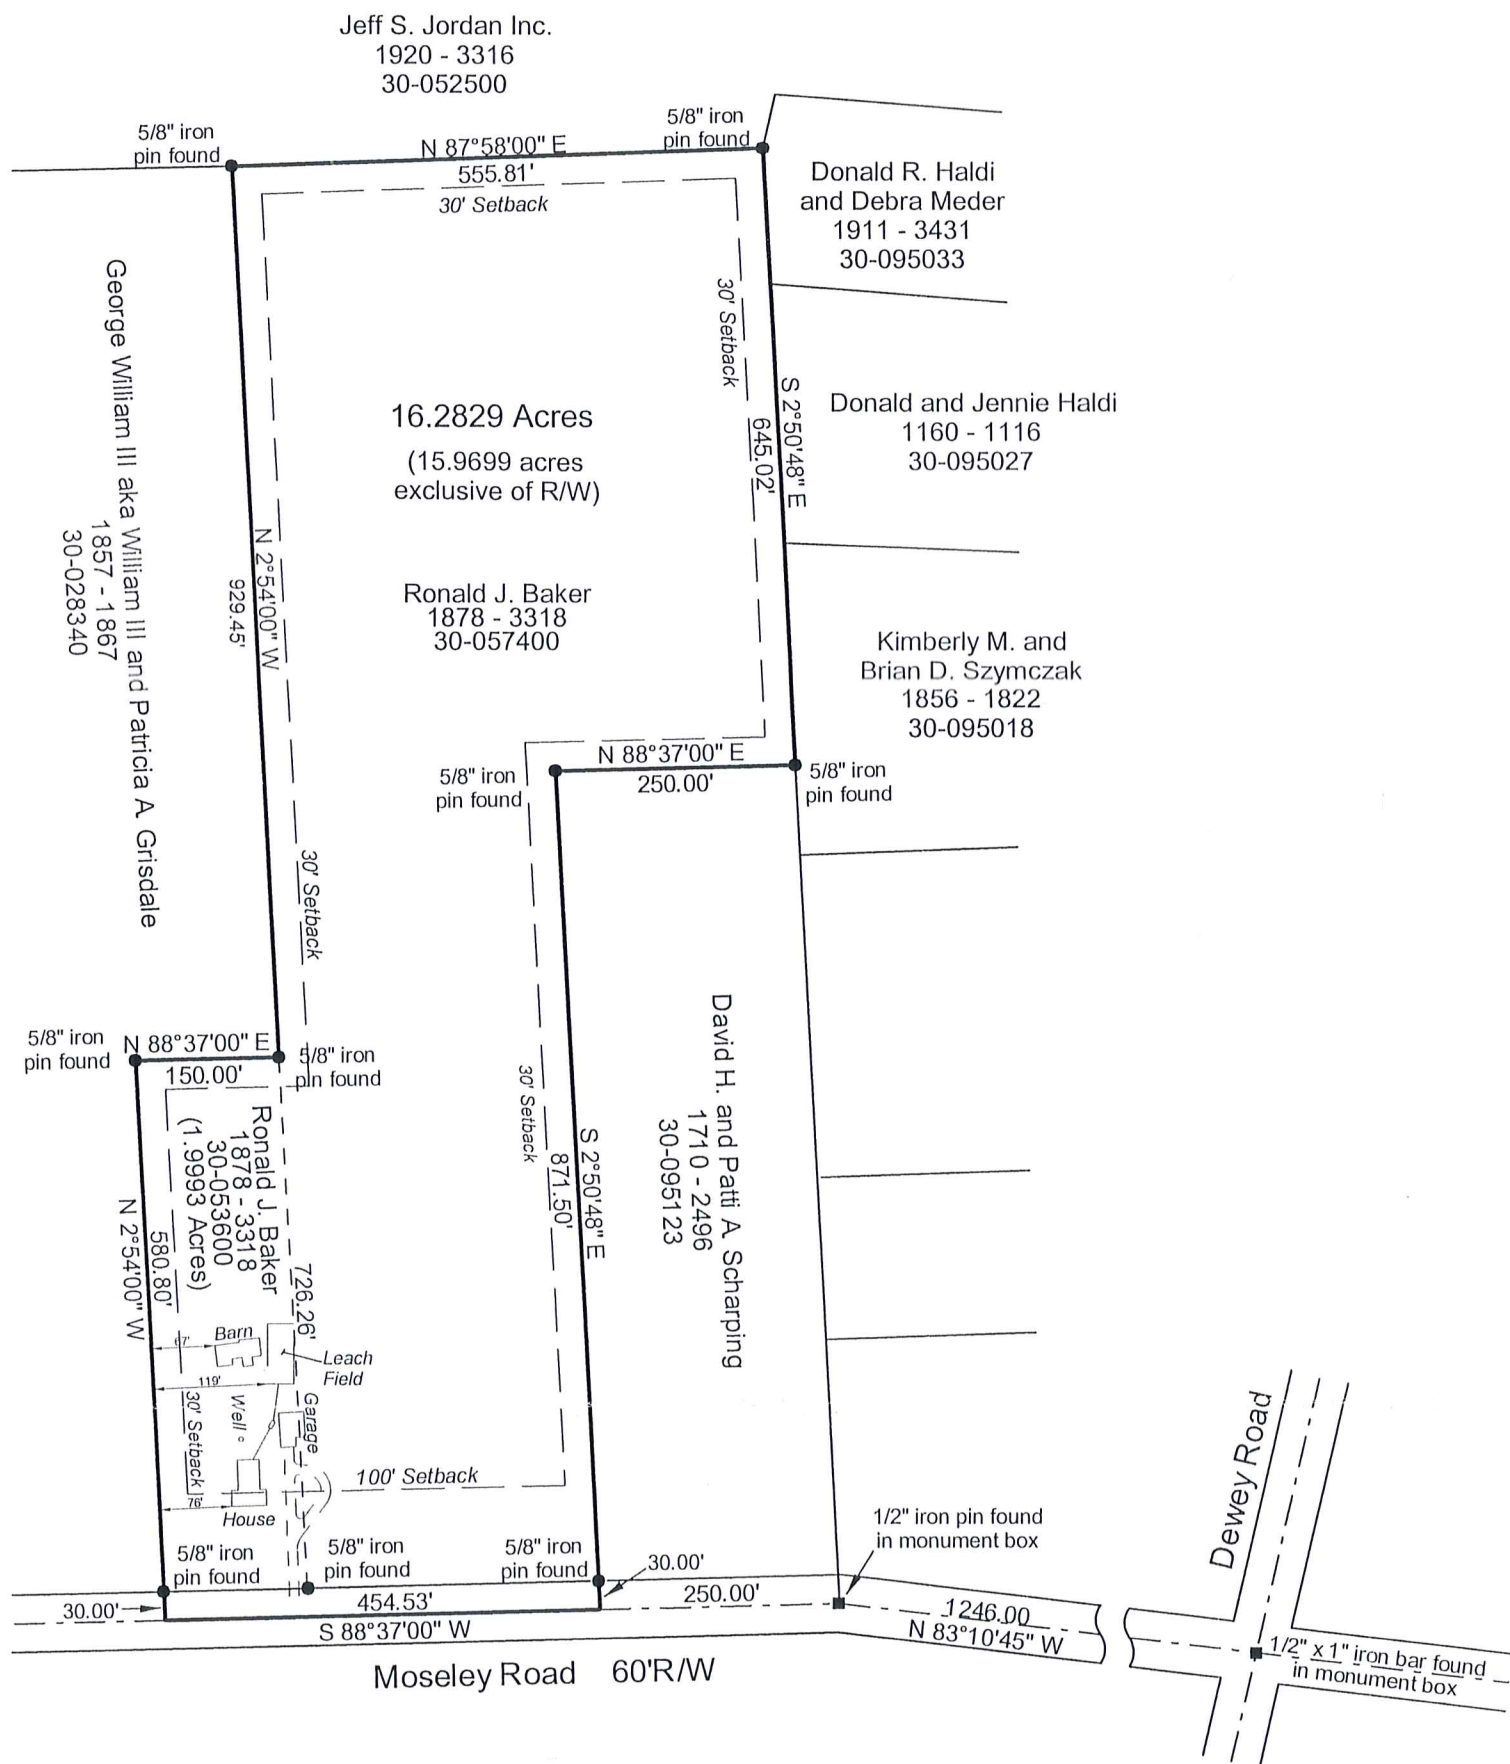 Jeff S. Jordan Inc.
1920 - 3316
30-052500
5/8" iron
pin found
N 87°58'00" E
555.81'
30' Setback
5/8" iron
pin found
Donald R. Haldi
and Debra Meder
1911 - 3431
30-095033
George William III aka William III and Patricia A. Grisdale
1857 - 1867
30-028340
30' Setback
S 2°50'48" E
645.02'
Donald and Jennie Haldi
1160 - 1116
30-095027
16.2829 Acres
(15.9699 acres
exclusive of R/W)
N 2°54'00" W
929.45'
Ronald J. Baker
1878 - 3318
30-057400
Kimberly M. and
Brian D. Szymczak
1856 - 1822
30-095018
N 88°37'00" E
250.00'
5/8" iron
pin found
5/8" iron
pin found
30' Setback
David H. and Patti A. Scharping
1710 - 2496
30-095123
5/8" iron
pin found
N 88°37'00" E
150.00'
5/8" iron
pin found
30' Setback
S 2°50'48" E
871.50'
Ronald J. Baker
1878 - 3318
30-053600
(1.9993 Acres)
N 2°54'00" W
580.80'
726.26'
67'
Barn
Leach
Field
119'
30' Setback
Well
Garage
76'
House
100' Setback
5/8" iron
pin found
5/8" iron
pin found
5/8" iron
pin found
30.00'
1/2" iron pin found
in monument box
Dewey Road
30.00'
454.53'
S 88°37'00" W
250.00'
1246.00
N 83°10'45" W
1/2" x 1" iron bar found
in monument box
Moseley Road 60'R/W